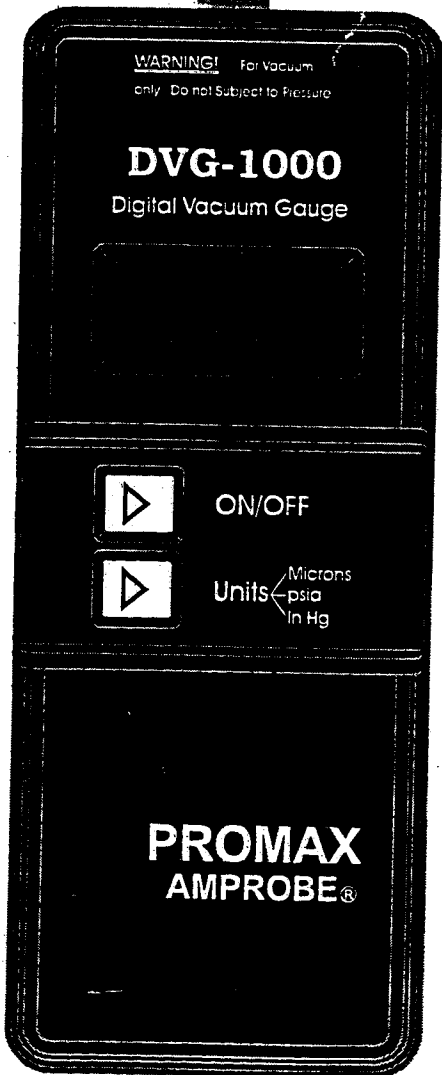 WARNING! For Vacuum
only Do not Subject to Pressure
DVG-1000
Digital Vacuum Gauge
ON/OFF
Units
Microns
psia
In Hg
PROMAX
AMPROBE®